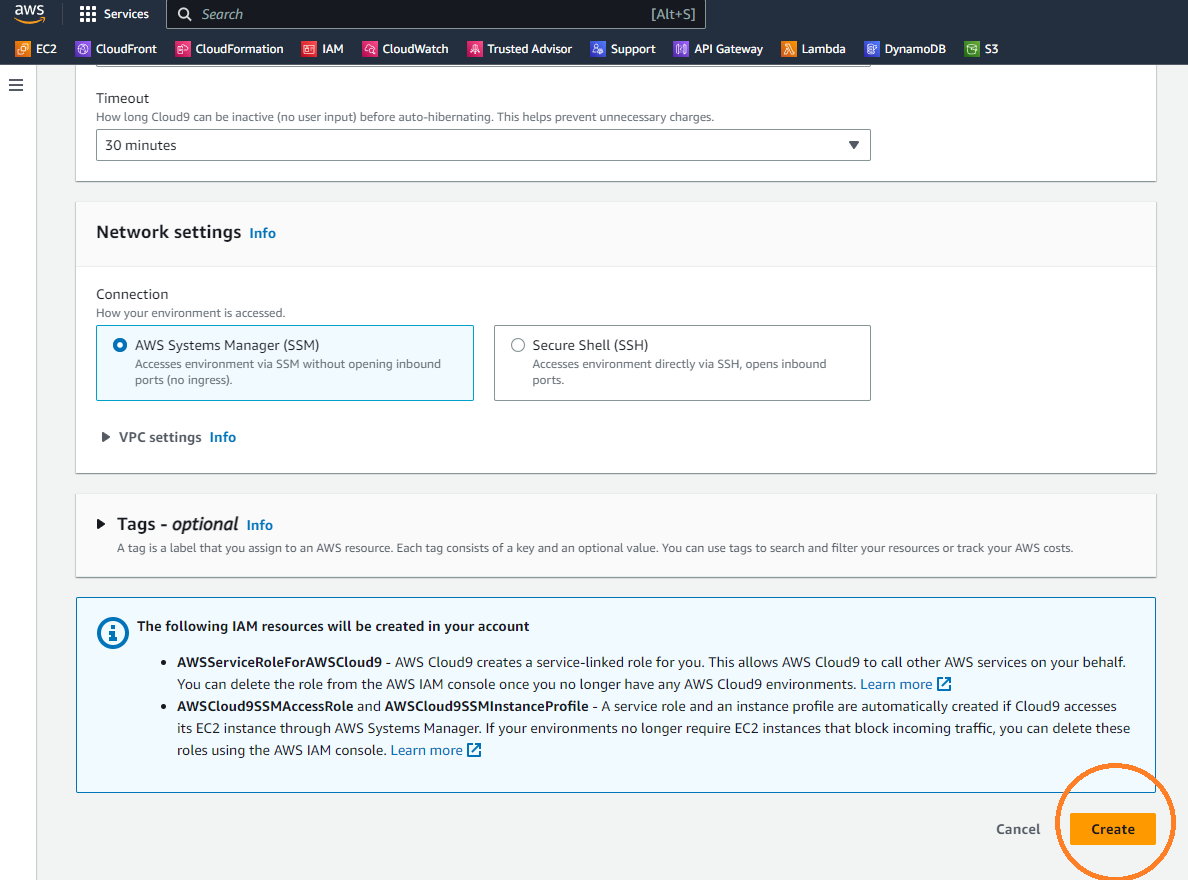 aws
Services
Search
[Alt+S]
EC2
CloudFront
CloudFormation
IAM
CloudWatch
Trusted Advisor
Support
API Gateway
Lambda
DynamoDB
S3
Timeout
How long Cloud9 can be inactive (no user input) before auto-hibernating. This helps prevent unnecessary charges.
30 minutes
Network settings Info
Connection
How your environment is accessed.
AWS Systems Manager (SSM)
Accesses environment via SSM without opening inbound
ports (no ingress).
Secure Shell (SSH)
Accesses environment directly via SSH, opens inbound
ports.
VPC settings Info
Tags - optional Info
A tag is a label that you assign to an AWS resource. Each tag consists of a key and an optional value. You can use tags to search and filter your resources or track your AWS costs.
The following IAM resources will be created in your account
• AWSServiceRoleForAWSCloud9 - AWS Cloud9 creates a service-linked role for you. This allows AWS Cloud9 to call other AWS services on your behalf.
You can delete the role from the AWS IAM console once you no longer have any AWS Cloud9 environments. Learn more
• AWSCloud9SSMAccessRole and AWSCloud9SSMInstanceProfile - A service role and an instance profile are automatically created if Cloud9 accesses
its EC2 instance through AWS Systems Manager. If your environments no longer require EC2 instances that block incoming traffic, you can delete these
roles using the AWS IAM console. Learn more
Cancel
Create